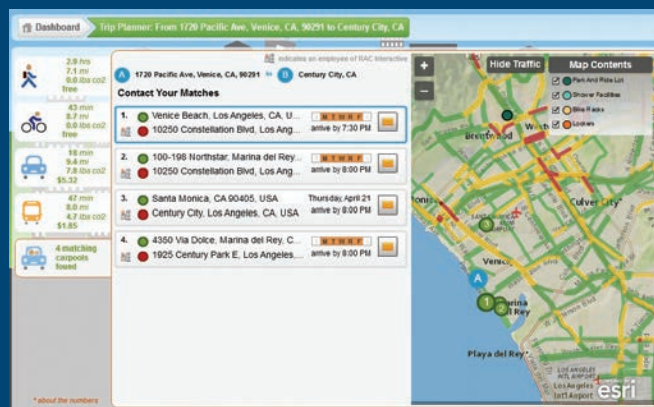 Dashboard
Trip Planner: From 1720 Pacific Ave, Venice, CA, 90291 to Century City, CA
indicates an employee of RAC Interactive
2.9 hrs
7.1 mi
0.0 lbs co2
free
43 min
8.7 mi
0.0 lbs co2
free
18 min
9.4 mi
7.8 lbs co2
$5.32
47 min
8.0 mi
4.7 lbs co2
$1.85
4 matching
carpools
found
* about the numbers
A 1720 Pacific Ave, Venice, CA, 90291 to B Century City, CA
Contact Your Matches
1. Venice Beach, Los Angeles, CA, U... M T W R F
10250 Constellation Blvd, Los Ang... arrive by 7:30 PM
2. 100-198 Northstar, Marina del Rey... M T W R F
10250 Constellation Blvd, Los Ang... arrive by 8:00 PM
3. Santa Monica, CA 90405, USA Thursday, April 21
Century City, Los Angeles, CA, USA arrive by 8:00 PM
4. 4350 Via Dolce, Marina del Rey, C... M T W R F
1925 Century Park E, Los Angeles,... arrive by 8:00 PM
+
−
Hide Traffic
Map Contents
Park And Ride Lot
Shower Facilities
Bike Racks
Lockers
Brentwood
Culver City
3
Venice
A
1
2
Marina
del Rey
Playa del Rey
LOS ANGELES
INTL AIRPORT
Los Angeles
Int'l Airport
esri